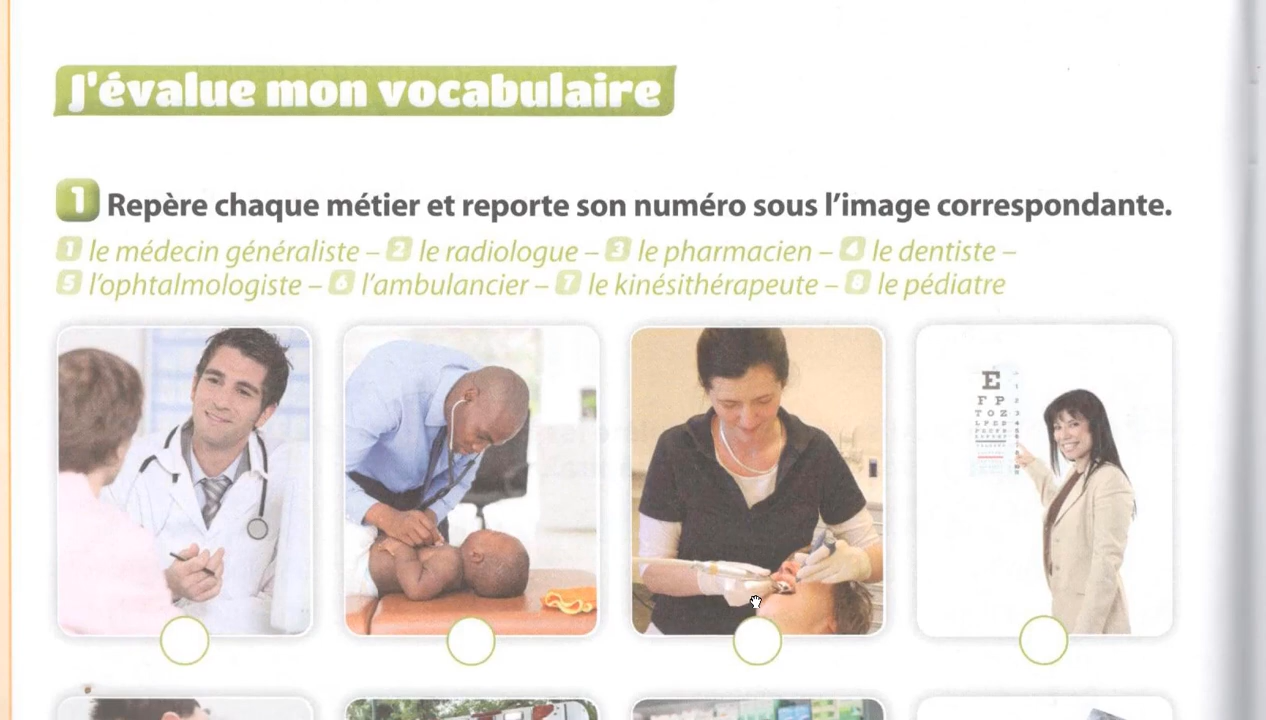 J'évalue mon vocabulaire
1 Repère chaque métier et reporte son numéro sous l'image correspondante.
1 le médecin généraliste – 2 le radiologue – 3 le pharmacien – 4 le dentiste –
5 l'ophtalmologiste – 6 l'ambulancier – 7 le kinésithérapeute – 8 le pédiatre
E
F P
T O Z
L P E D